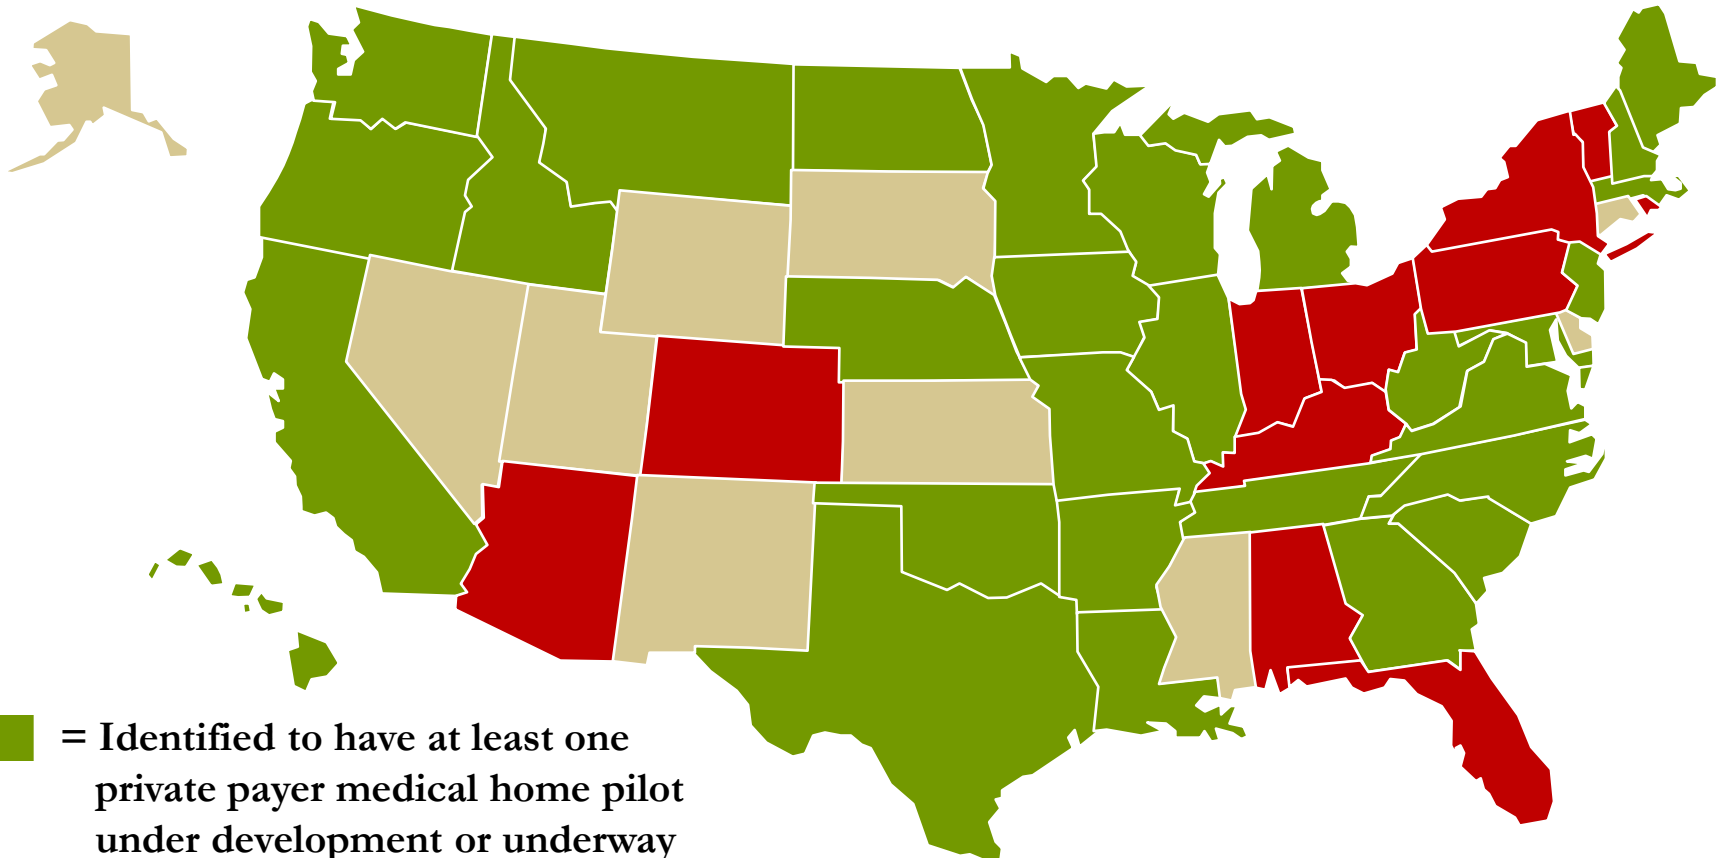 = Identified to have at least one
private payer medical home pilot
under development or underway